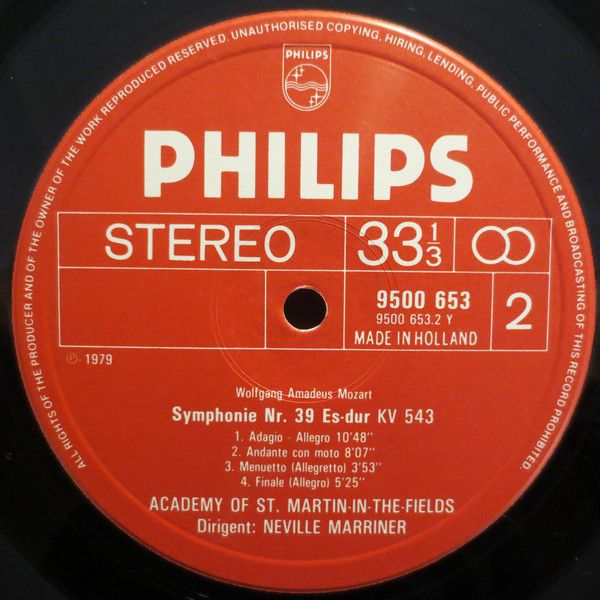 ALL RIGHTS OF THE PRODUCER AND OF THE OWNER OF THE WORK REPRODUCED RESERVED. UNAUTHORISED COPYING, HIRING, LENDING, PUBLIC PERFORMANCE AND BROADCASTING OF THIS RECORD PROHIBITED.
PHILIPS
PHILIPS
STEREO
33 1/3
9500 653
9500 653.2 Y
2
MADE IN HOLLAND
℗ 1979
Wolfgang Amadeus Mozart
Symphonie Nr. 39 Es-dur KV 543
1. Adagio · Allegro 10'48''
2. Andante con moto 8'07''
3. Menuetto (Allegretto) 3'53''
4. Finale (Allegro) 5'25''
ACADEMY OF ST. MARTIN-IN-THE-FIELDS
Dirigent: NEVILLE MARRINER